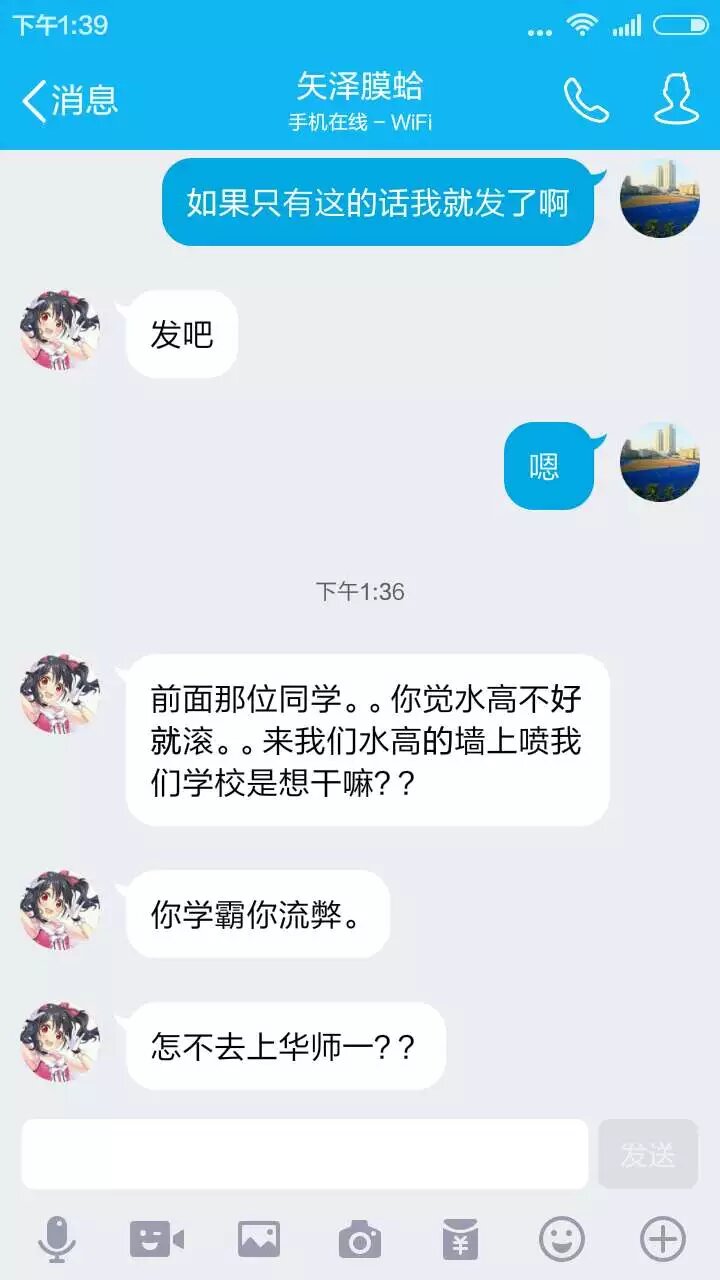 下午1:39
消息
矢泽膜蛤
手机在线 - WiFi
如果只有这的话我就发了啊
发吧
嗯
下午1:36
前面那位同学。。你觉水高不好
就滚。。来我们水高的墙上喷我
们学校是想干嘛？？
你学霸你流弊。
怎不去上华师一？？
发送